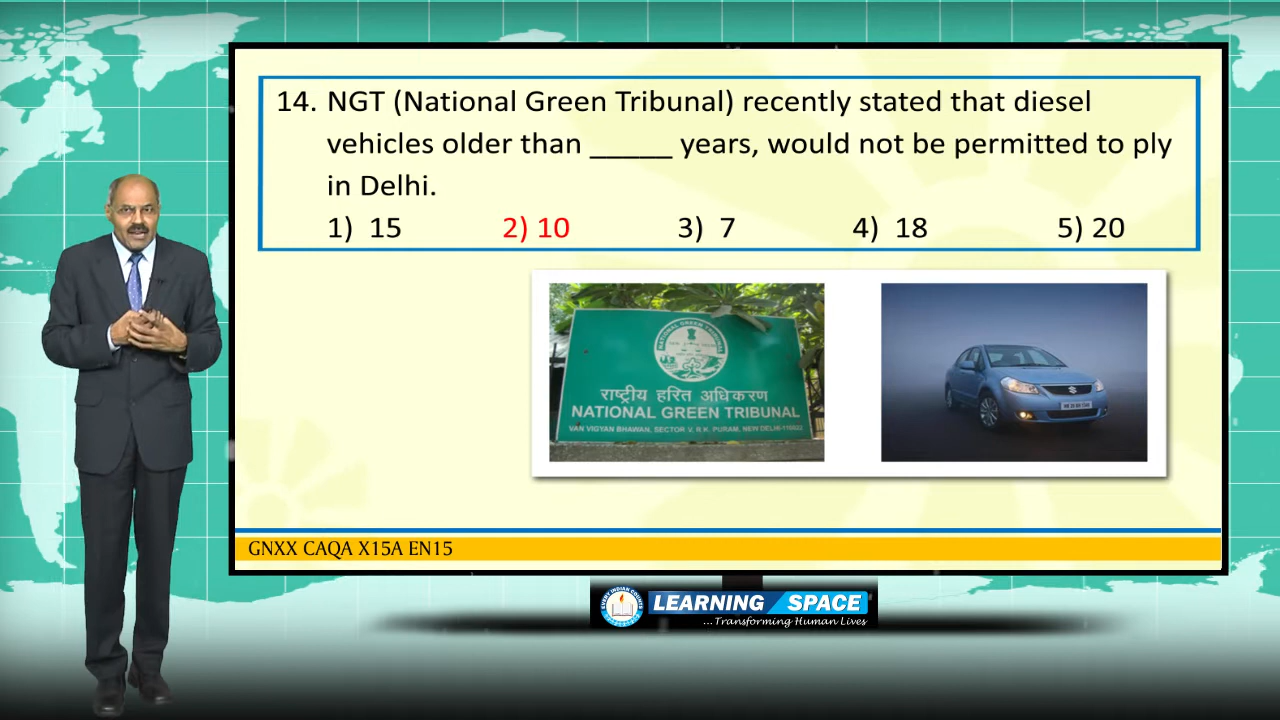 14. NGT (National Green Tribunal) recently stated that diesel
vehicles older than _____ years, would not be permitted to ply
in Delhi.
1) 15 2) 10 3) 7 4) 18 5) 20
राष्ट्रीय हरित अधिकरण
NATIONAL GREEN TRIBUNAL
VAN VIGYAN BHAWAN, SECTOR V, R.K. PURAM, NEW DELHI-110022
GNXX CAQA X15A EN15
LEARNING SPACE
...Transforming Human Lives